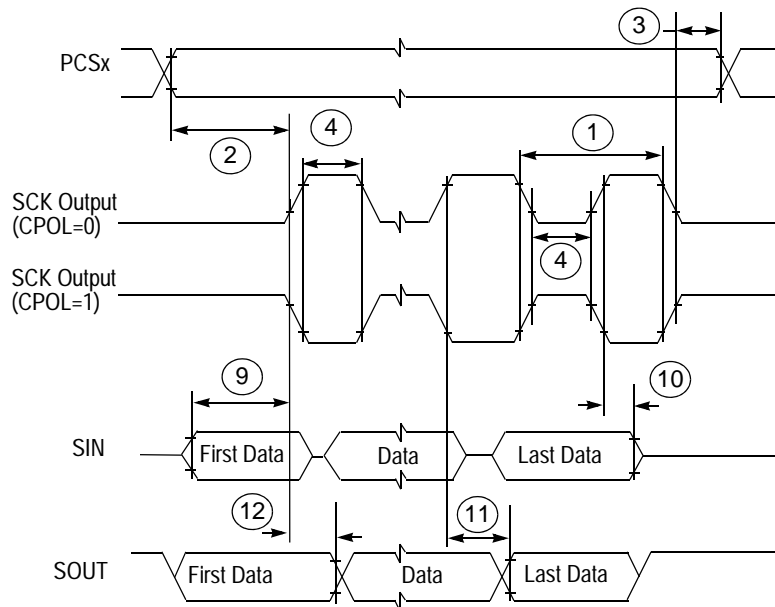 3
PCSx
2
4
1
SCK Output
(CPOL=0)
4
SCK Output
(CPOL=1)
9
10
SIN
First Data
Data
Last Data
12
11
SOUT
First Data
Data
Last Data